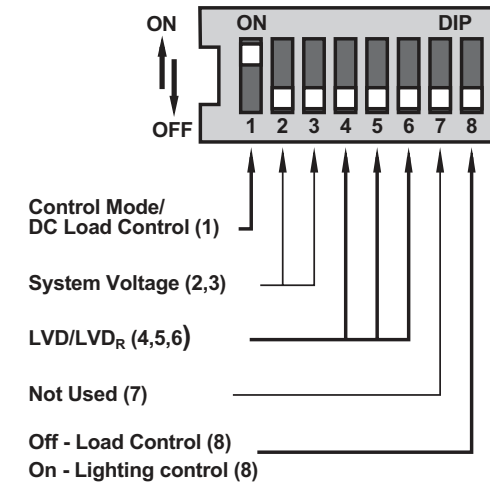 ON
ON DIP
OFF
1 2 3 4 5 6 7 8
Control Mode/
DC Load Control (1)
System Voltage (2,3)
LVD/LVDR (4,5,6)
Not Used (7)
Off - Load Control (8)
On - Lighting control (8)